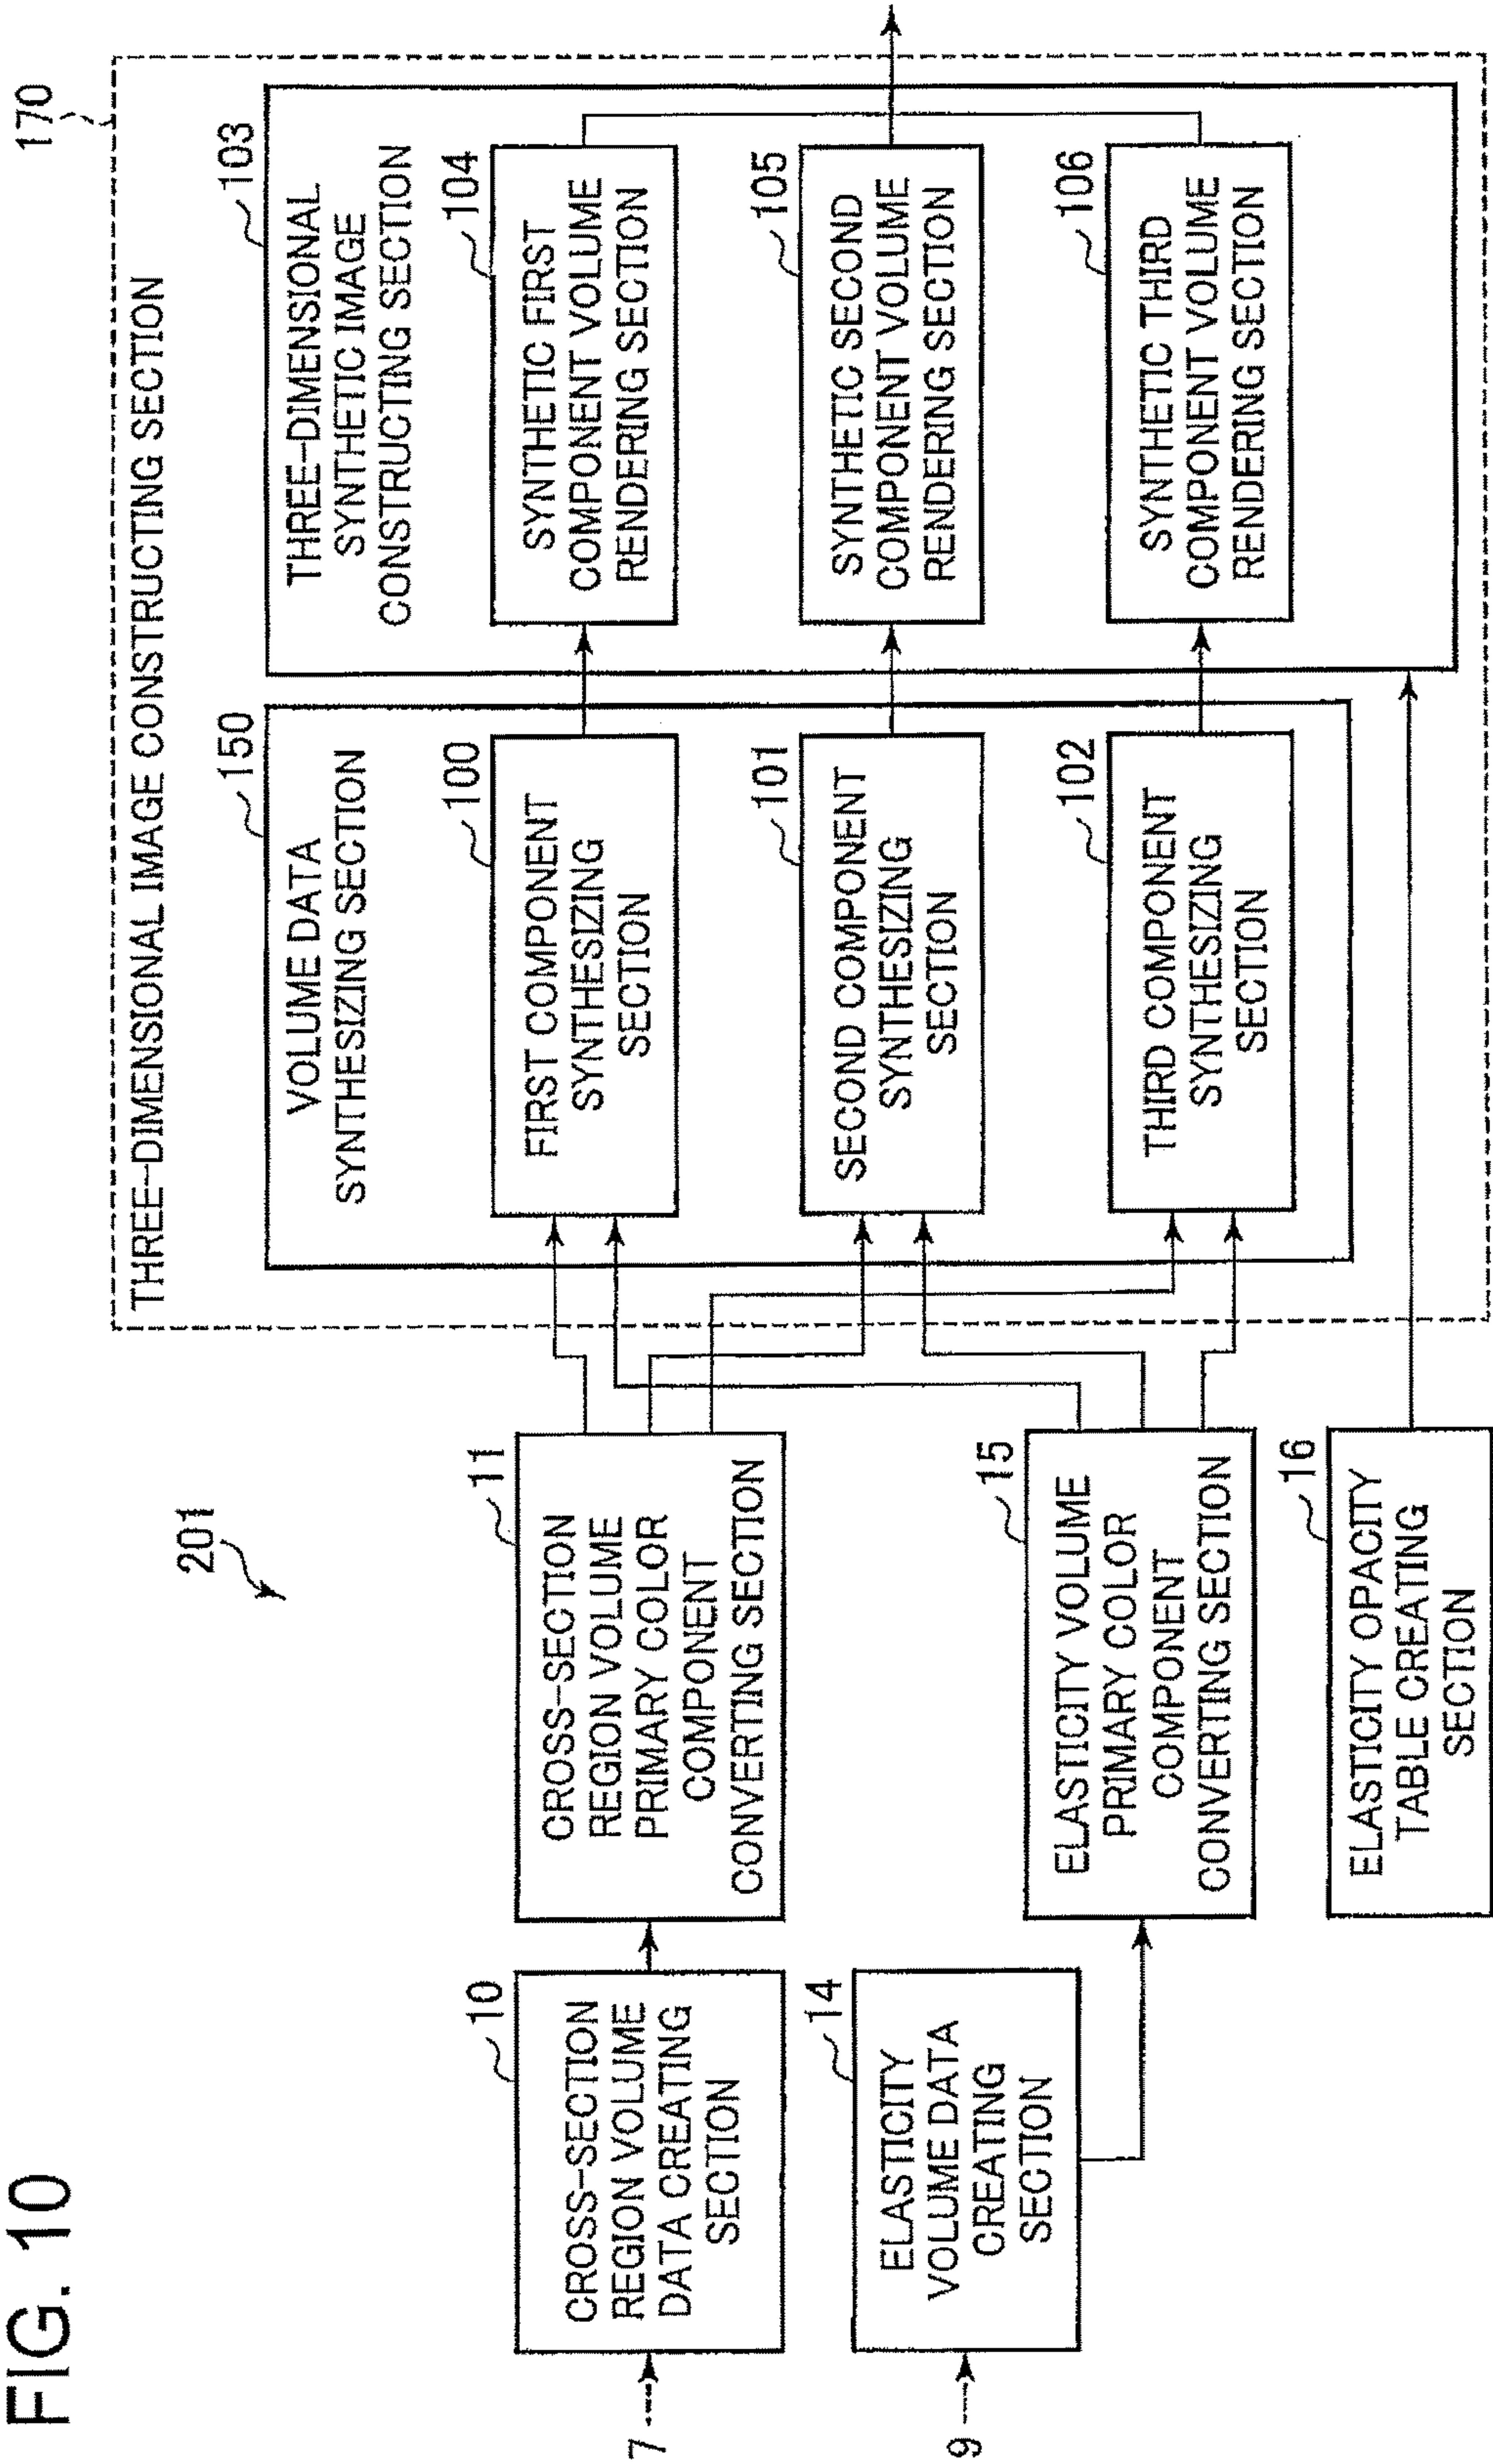 FIG. 10
201
170
THREE-DIMENSIONAL IMAGE CONSTRUCTING SECTION
7
10
CROSS-SECTION
REGION VOLUME
DATA CREATING
SECTION
11
CROSS-SECTION
REGION VOLUME
PRIMARY COLOR
COMPONENT
CONVERTING SECTION
9
14
ELASTICITY
VOLUME DATA
CREATING
SECTION
15
ELASTICITY VOLUME
PRIMARY COLOR
COMPONENT
CONVERTING SECTION
16
ELASTICITY OPACITY
TABLE CREATING
SECTION
150
VOLUME DATA
SYNTHESIZING SECTION
100
FIRST COMPONENT
SYNTHESIZING
SECTION
101
SECOND COMPONENT
SYNTHESIZING
SECTION
102
THIRD COMPONENT
SYNTHESIZING
SECTION
103
THREE-DIMENSIONAL
SYNTHETIC IMAGE
CONSTRUCTING SECTION
104
SYNTHETIC FIRST
COMPONENT VOLUME
RENDERING SECTION
105
SYNTHETIC SECOND
COMPONENT VOLUME
RENDERING SECTION
106
SYNTHETIC THIRD
COMPONENT VOLUME
RENDERING SECTION